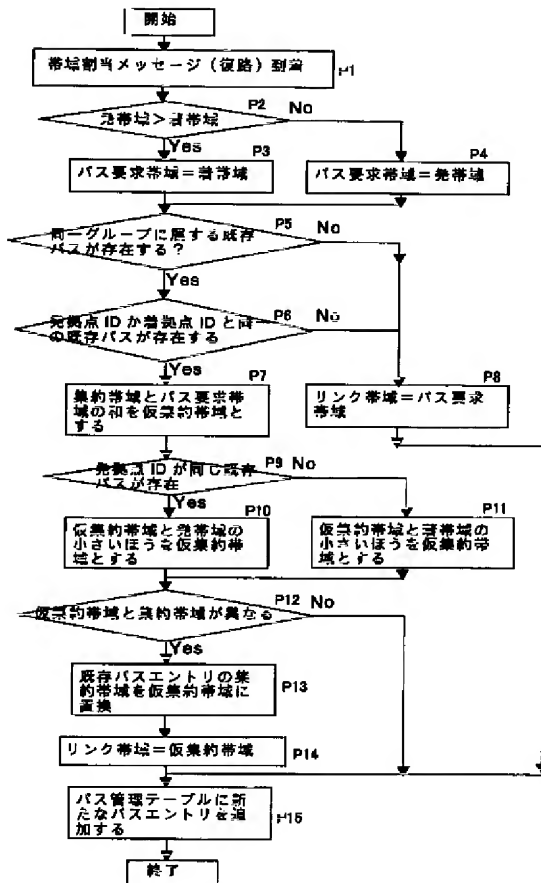 開始
帯域割当メッセージ（復路）到着
P1
P2
No
発帯域＞着帯域
Yes
P3
P4
パス要求帯域＝着帯域
パス要求帯域＝発帯域
P5
No
同一グループに属する既存
パスが存在する？
Yes
P6
No
発拠点 ID か着拠点 ID と同一
の既存パスが存在する
Yes
P7
P8
集約帯域とパス要求帯
域の和を仮集約帯域と
する
リンク帯域＝パス要求
帯域
P9
No
発拠点 ID が同じ既存
パスが存在
Yes
P10
P11
仮集約帯域と発帯域の
小さいほうを仮集約帯
域とする
仮集約帯域と着帯域の
小さいほうを仮集約帯
域とする
P12
No
仮集約帯域と集約帯域が異なる
Yes
既存パスエントリの集
約帯域を仮集約帯域に
置換
P13
リンク帯域＝仮集約帯域
P14
パス管理テーブルに新
たなパスエントリを追
加する
P15
終了